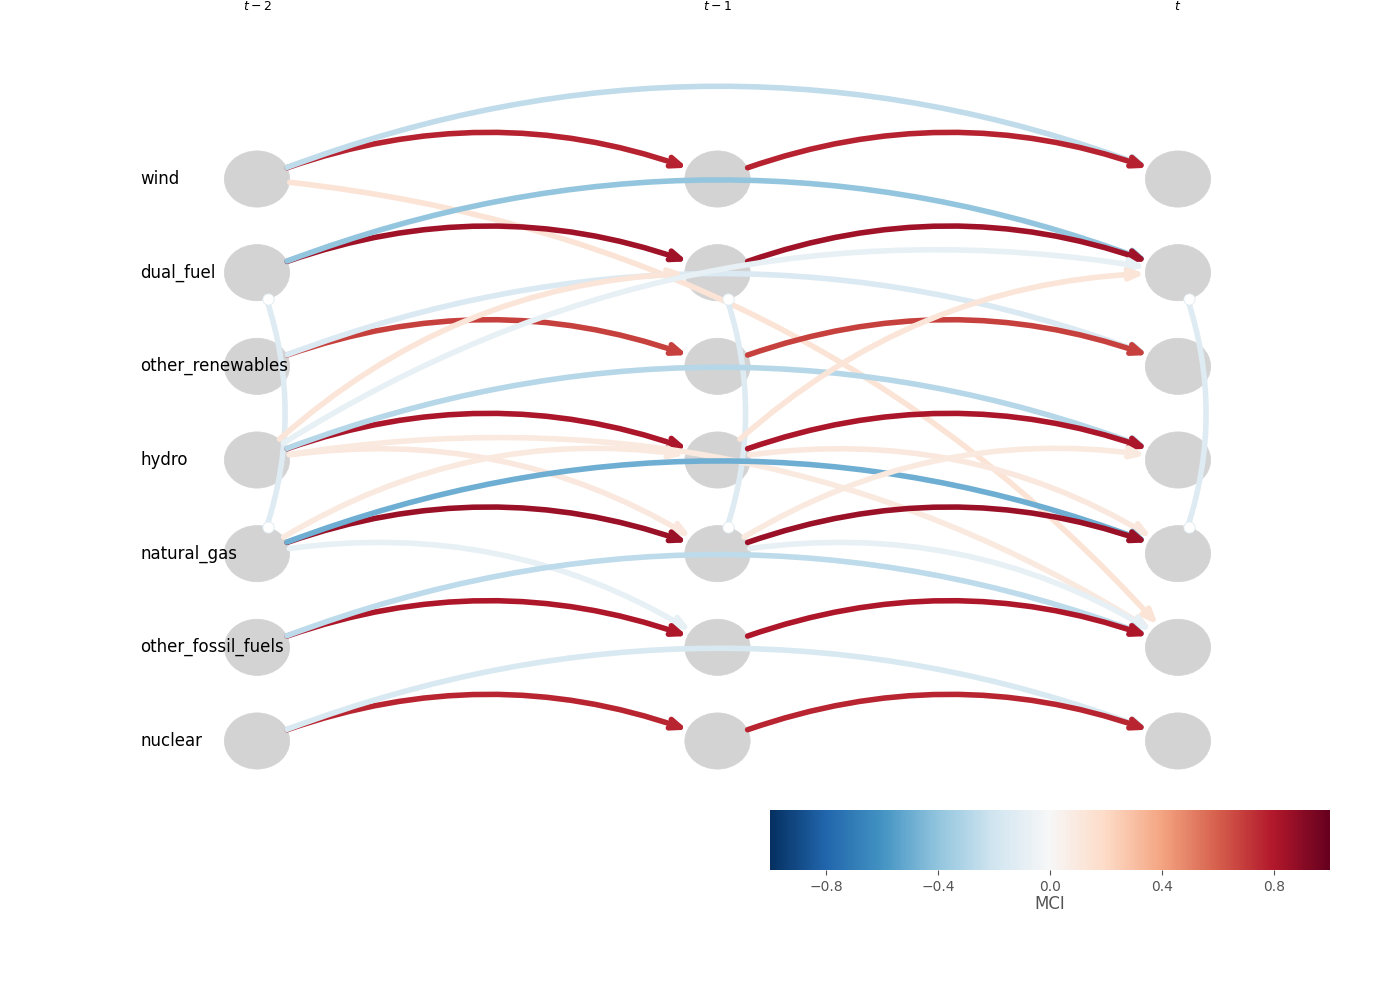 t − 2 t − 1 t
wind
dual_fuel
other_renewables
hydro
natural_gas
other_fossil_fuels
nuclear
−0.8 −0.4 0.0 0.4 0.8
MCI